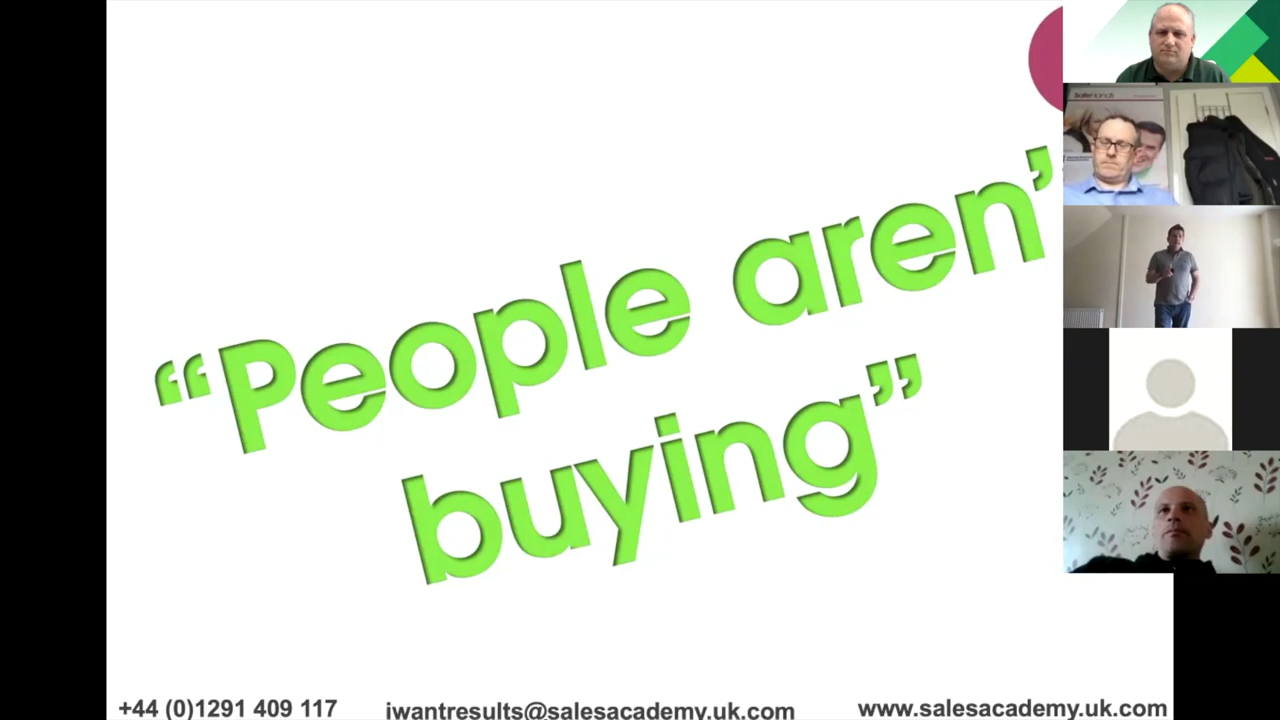 “People aren’
buying”
+44 (0)1291 409 117
iwantresults@salesacademy.uk.com
www.salesacademy.uk.com